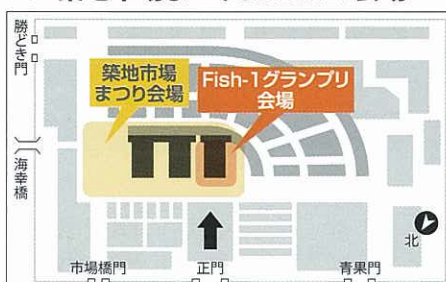 勝どき門
築地市場
まつり会場
Fish-1グランプリ
会場
海幸橋
北
市場橋門
正門
青果門